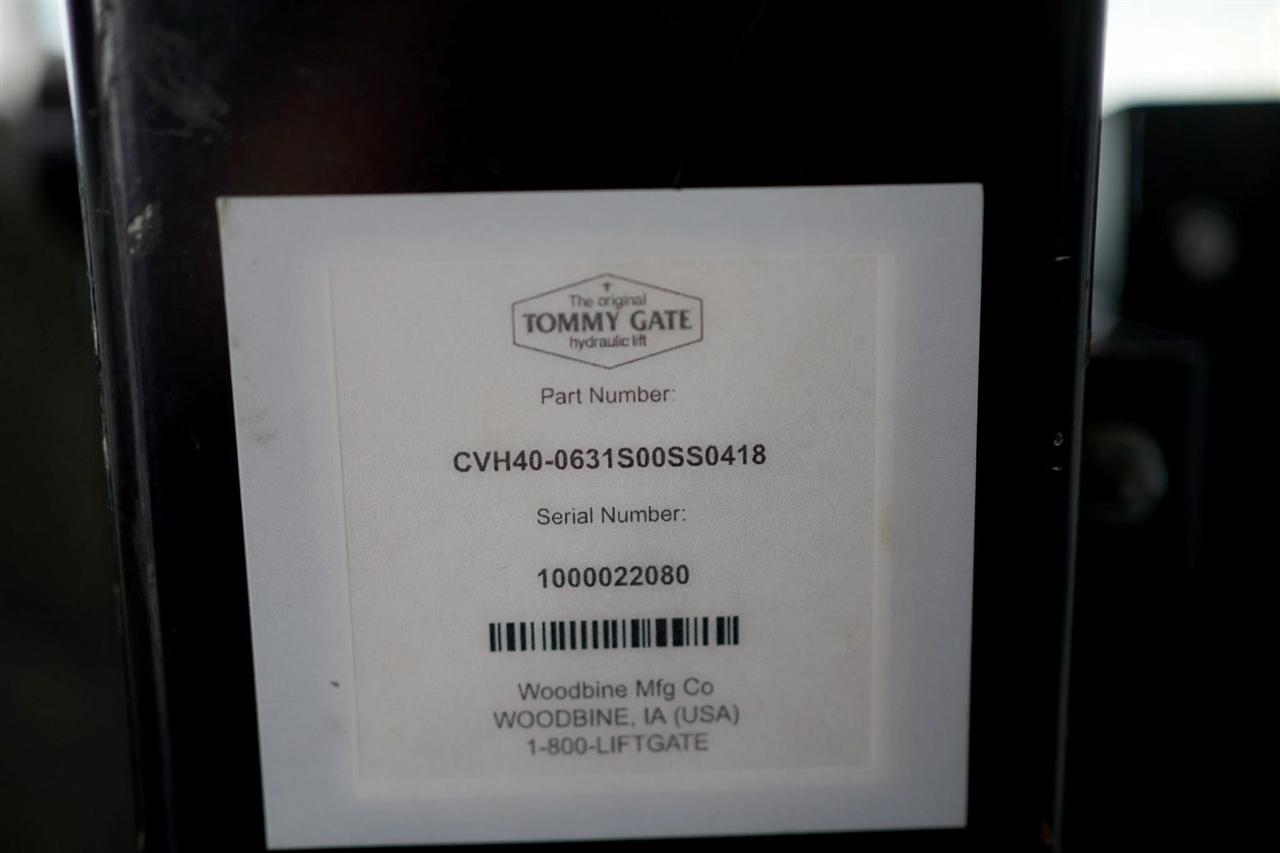 The original
TOMMY GATE
hydraulic lift
Part Number:
CVH40-0631S00SS0418
Serial Number:
1000022080
Woodbine Mfg Co
WOODBINE, IA (USA)
1-800-LIFTGATE